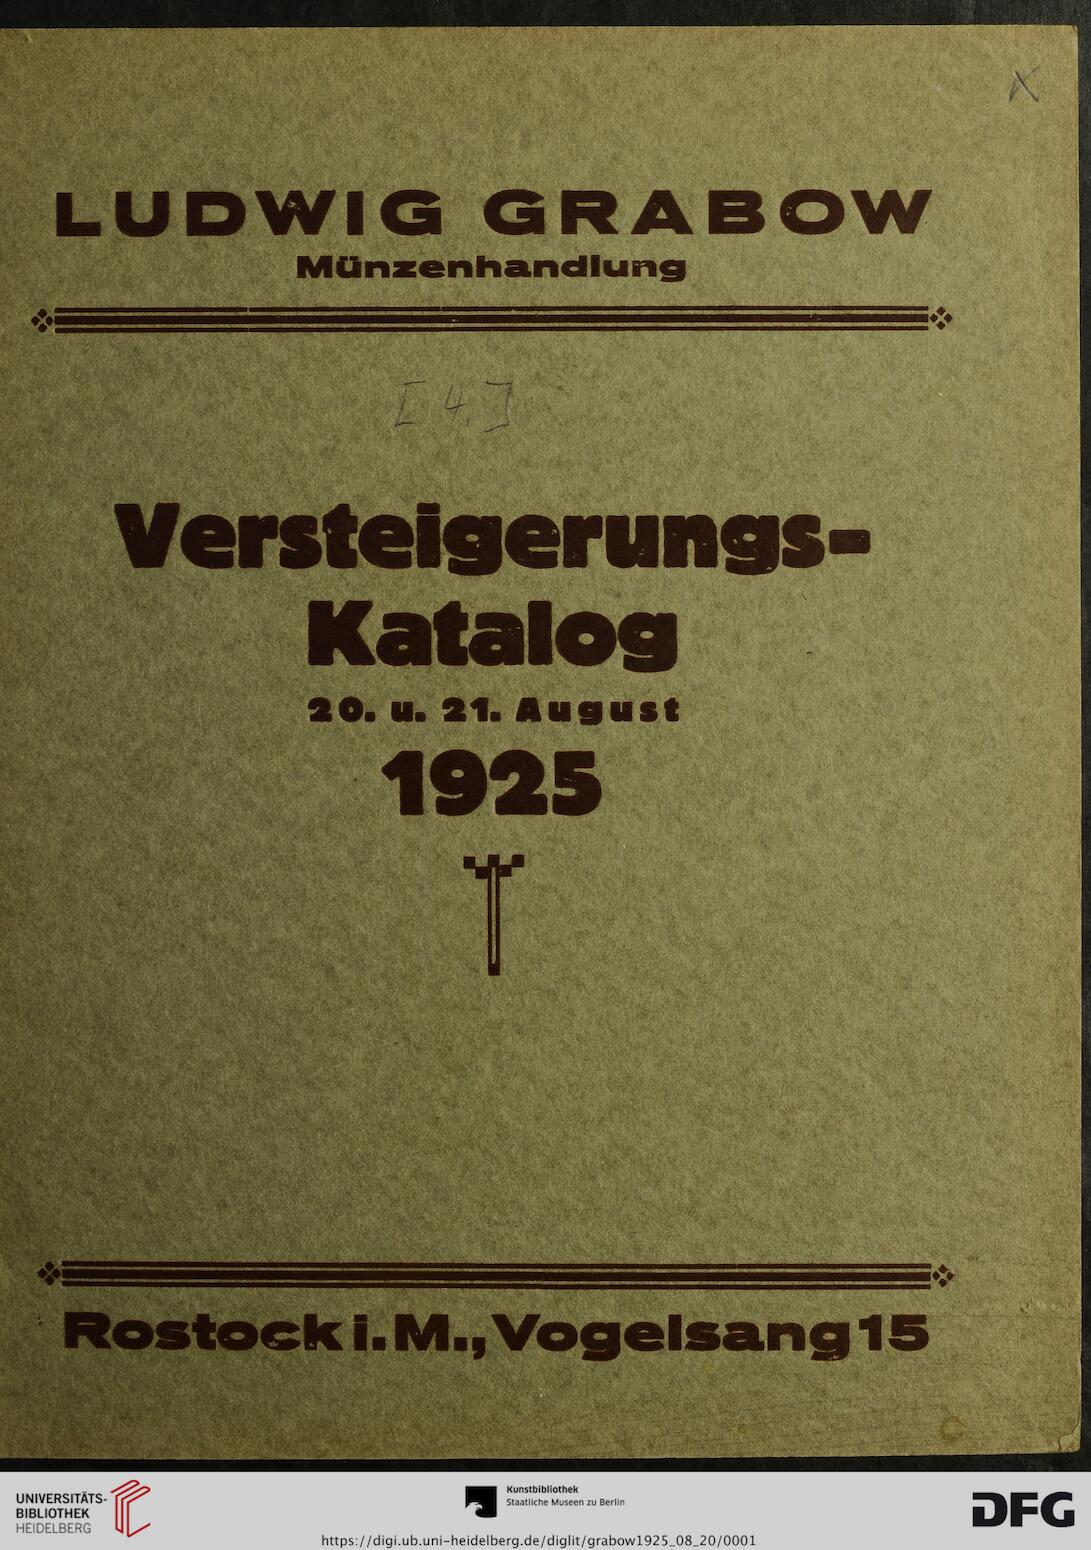 X
LUDWIG GRABOW
Münzenhandlung
[4.]
Versteigerungs-
Katalog
20. u. 21. August
1925
Rostock i. M., Vogelsang 15
UNIVERSITÄTS-
BIBLIOTHEK
HEIDELBERG
Kunstbibliothek
Staatliche Museen zu Berlin
DFG
https://digi.ub.uni-heidelberg.de/diglit/grabow1925_08_20/0001